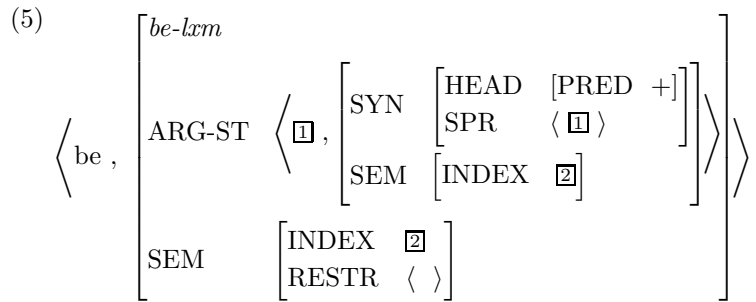 (5)
be-lxm
HEAD [PRED +]
SYN
SPR ⟨ 1 ⟩
⟨ be , ARG-ST ⟨ 1 ,
SEM [INDEX 2]
INDEX 2
SEM
RESTR ⟨ ⟩